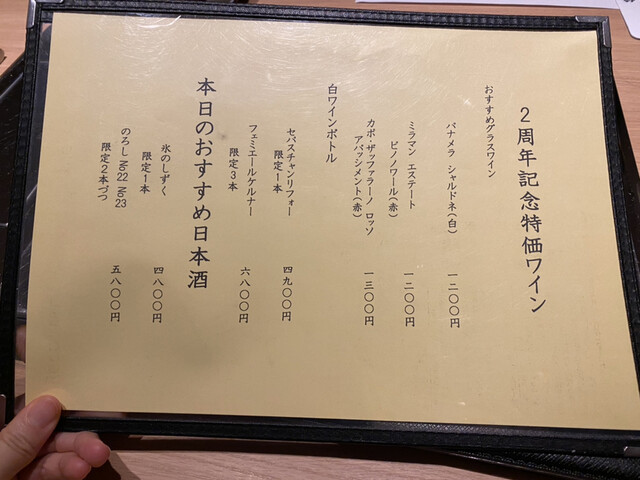 2周年記念特価ワイン
おすすめグラスワイン
パナメラ シャルドネ(白) 一二〇〇円
ミラマン エステート
ピノノワール(赤) 一二〇〇円
カポ・ザッファラーノ ロッソ
アパッシメント(赤) 一三〇〇円
白ワインボトル
セバスチャンリフォー
限定1本 四九〇〇円
フェミエールケルナー
限定3本 六八〇〇円
本日のおすすめ日本酒
氷のしずく
限定1本 四八〇〇円
のろし №22 №23
限定2本づつ 五八〇〇円